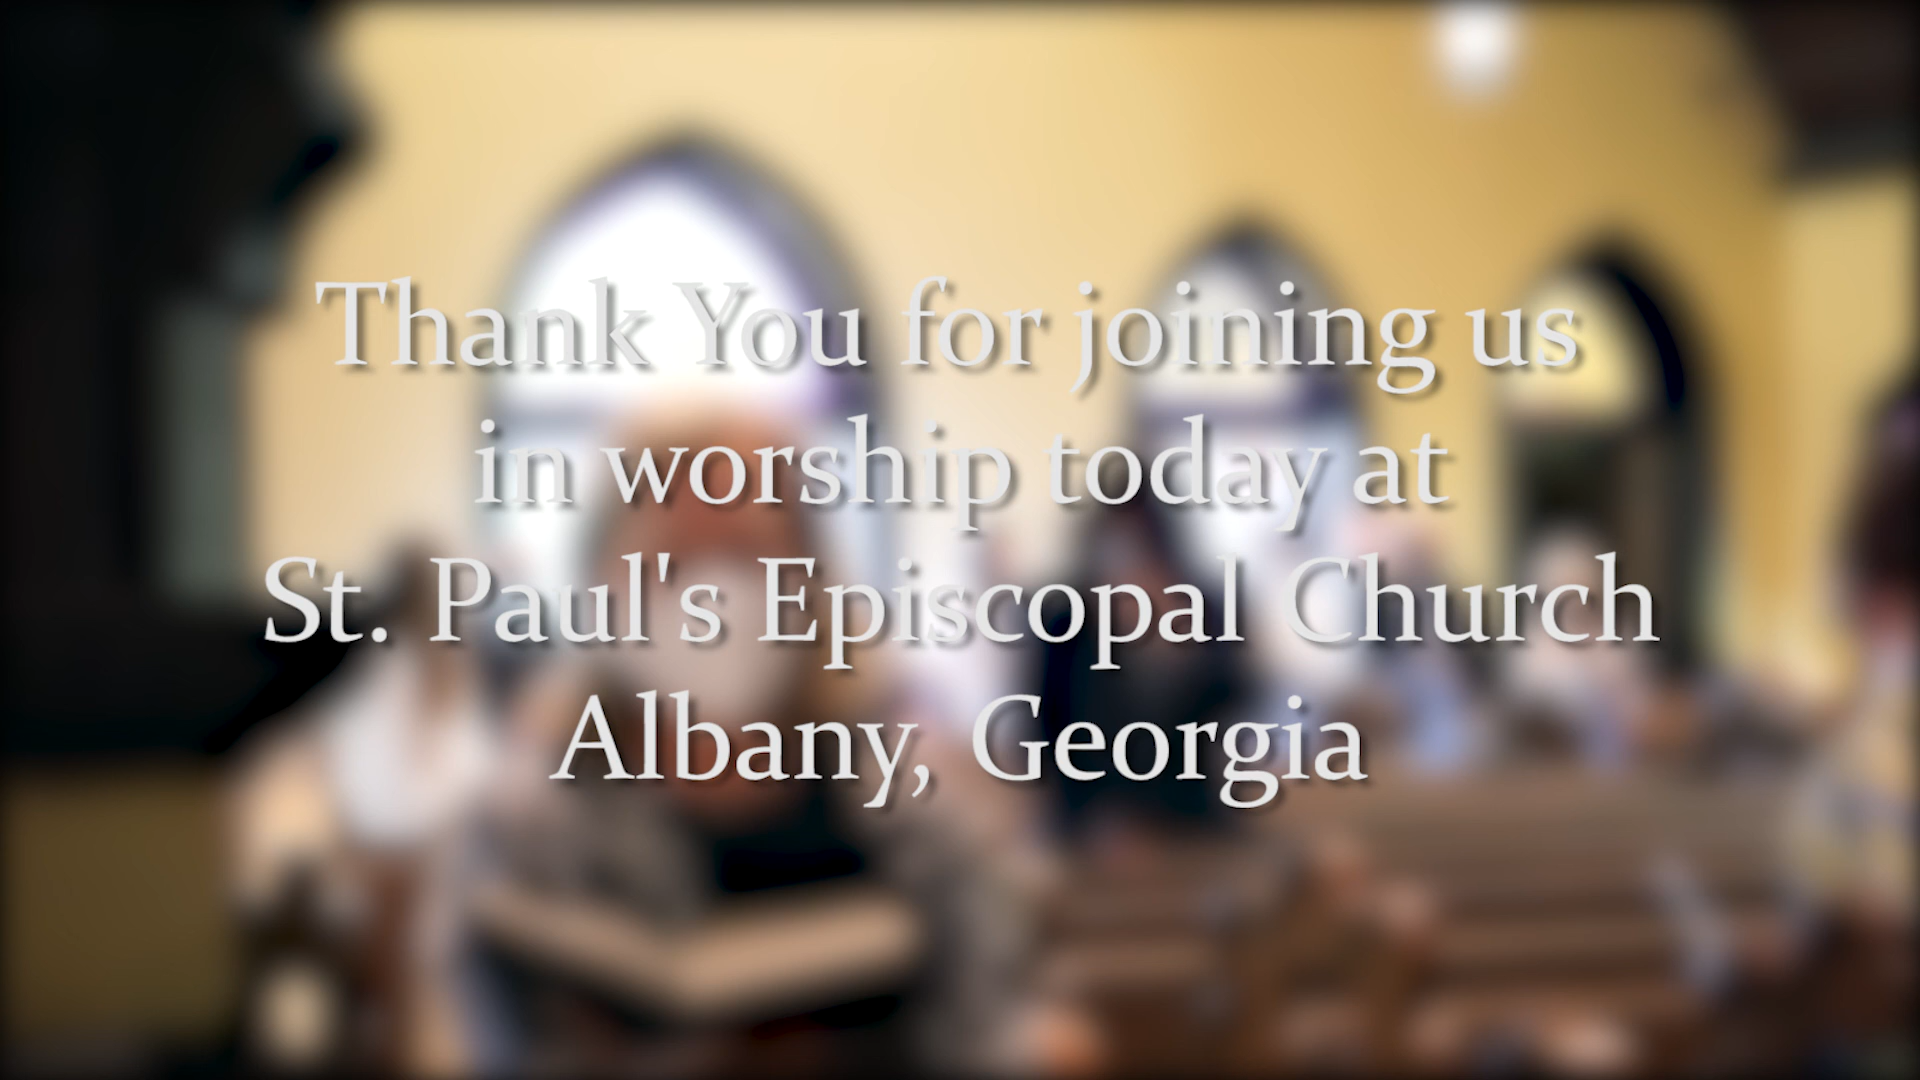 Thank You for joining us
in worship today at
St. Paul's Episcopal Church
Albany, Georgia